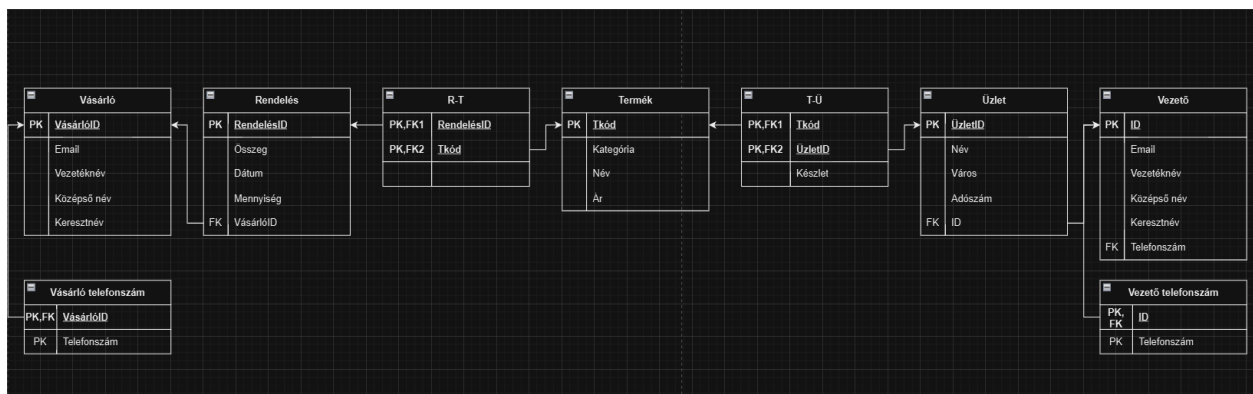 Vásárló
PK VásárlóID
Email
Vezetéknév
Középső név
Keresztnév
Rendelés
PK RendelésID
Összeg
Dátum
Mennyiség
FK VásárlóID
R-T
PK,FK1 RendelésID
PK,FK2 Tkód
Termék
PK Tkód
Kategória
Név
Ár
T-Ü
PK,FK1 Tkód
PK,FK2 ÜzletID
Készlet
Üzlet
PK ÜzletID
Név
Város
Adószám
FK ID
Vezető
PK ID
Email
Vezetéknév
Középső név
Keresztnév
FK Telefonszám
Vásárló telefonszám
PK,FK VásárlóID
PK Telefonszám
Vezető telefonszám
PK, FK ID
PK Telefonszám